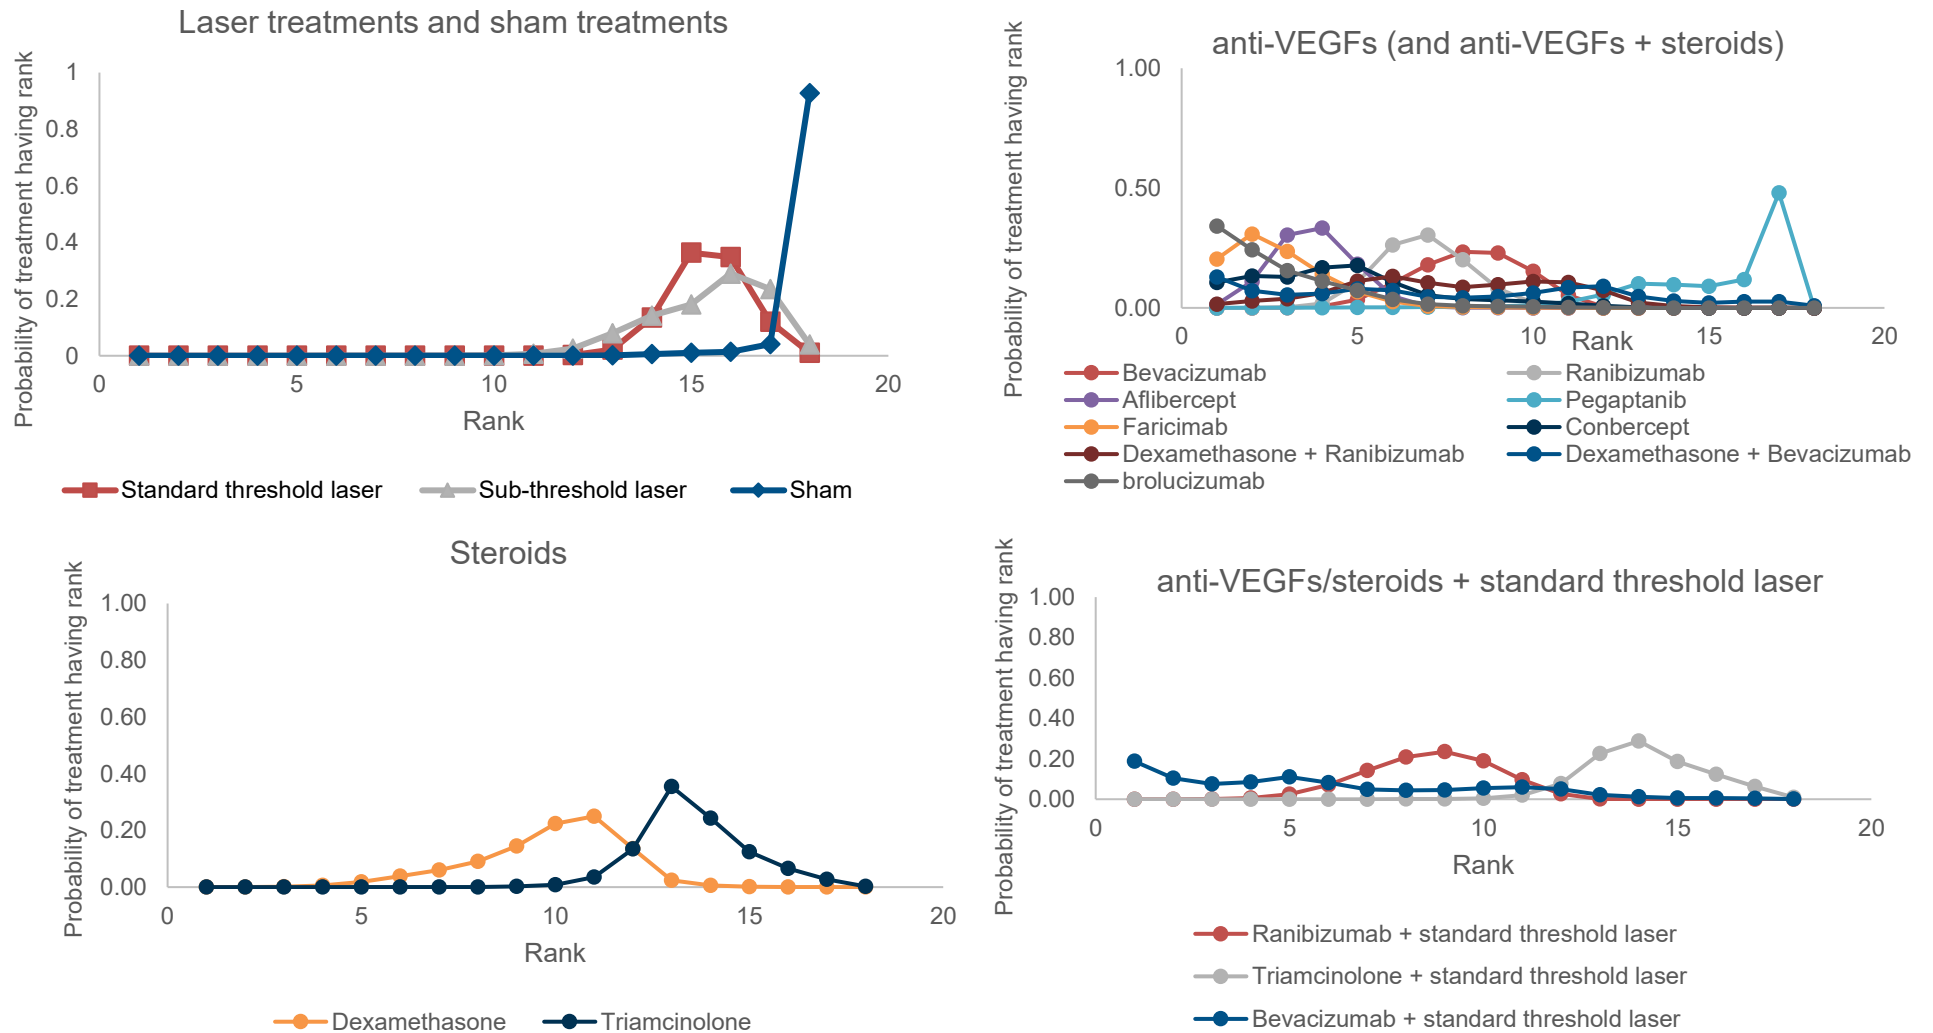 Laser treatments and sham treatments
Probability of treatment having rank
1
0.8
0.6
0.4
0.2
0
0 5 10 15 20
Rank
Standard threshold laser Sub-threshold laser Sham
anti-VEGFs (and anti-VEGFs + steroids)
Probability of treatment having rank
1.00
0.50
0.00
0 5 10 15 20
Rank
Bevacizumab Ranibizumab
Aflibercept Pegaptanib
Faricimab Conbercept
Dexamethasone + Ranibizumab Dexamethasone + Bevacizumab
brolucizumab
Steroids
Probability of treatment having rank
1.00
0.80
0.60
0.40
0.20
0.00
0 5 10 15 20
Rank
Dexamethasone Triamcinolone
anti-VEGFs/steroids + standard threshold laser
Probability of treatment having rank
1.00
0.80
0.60
0.40
0.20
0.00
0 5 10 15 20
Rank
Ranibizumab + standard threshold laser
Triamcinolone + standard threshold laser
Bevacizumab + standard threshold laser